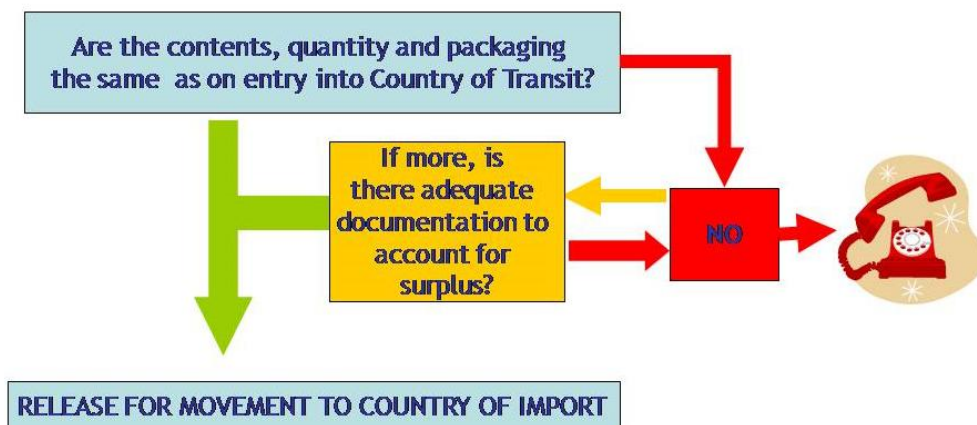 Are the contents, quantity and packaging
the same as on entry into Country of Transit?
If more, is
there adequate
documentation to
account for
surplus?
NO
RELEASE FOR MOVEMENT TO COUNTRY OF IMPORT